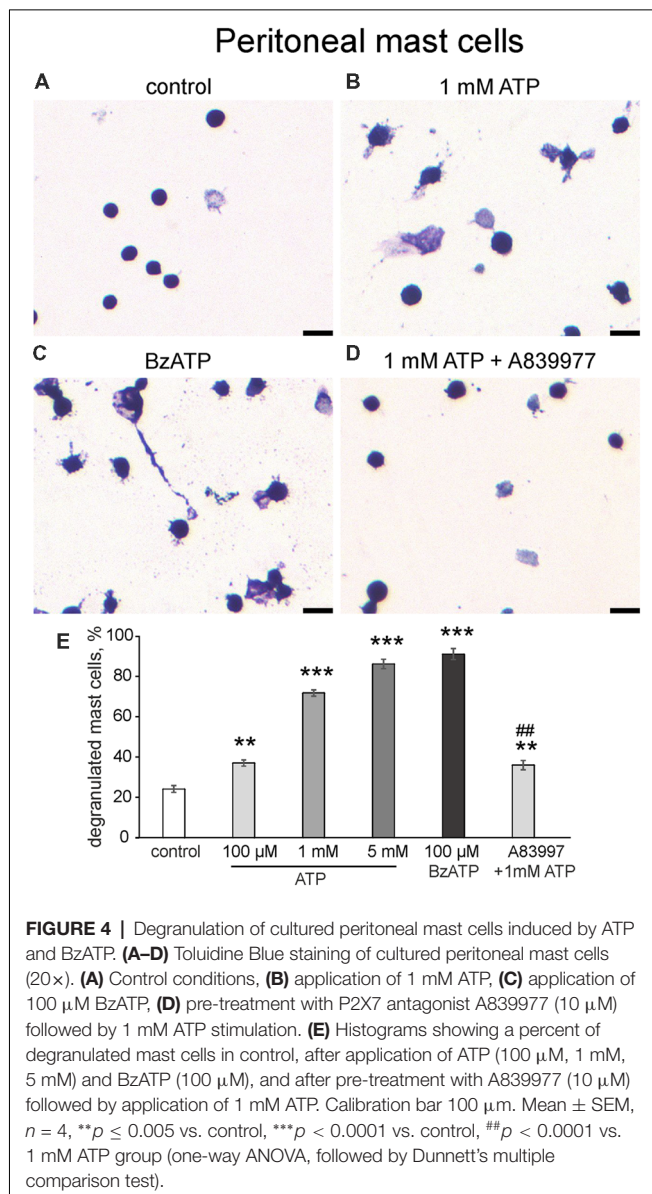 Peritoneal mast cells
A
control
B
1 mM ATP
C
BzATP
D
1 mM ATP + A839977
E
degranulated mast cells, %
100
80
60
40
20
0
**
***
***
***
##
**
control
100 µM
1 mM
5 mM
100 µM
A83997
ATP
BzATP
+1mM ATP
FIGURE 4 | Degranulation of cultured peritoneal mast cells induced by ATP
and BzATP. (A–D) Toluidine Blue staining of cultured peritoneal mast cells
(20×). (A) Control conditions, (B) application of 1 mM ATP, (C) application of
100 µM BzATP, (D) pre-treatment with P2X7 antagonist A839977 (10 µM)
followed by 1 mM ATP stimulation. (E) Histograms showing a percent of
degranulated mast cells in control, after application of ATP (100 µM, 1 mM,
5 mM) and BzATP (100 µM), and after pre-treatment with A839977 (10 µM)
followed by application of 1 mM ATP. Calibration bar 100 µm. Mean ± SEM,
n = 4, **p ≤ 0.005 vs. control, ***p < 0.0001 vs. control, ##p < 0.0001 vs.
1 mM ATP group (one-way ANOVA, followed by Dunnett's multiple
comparison test).